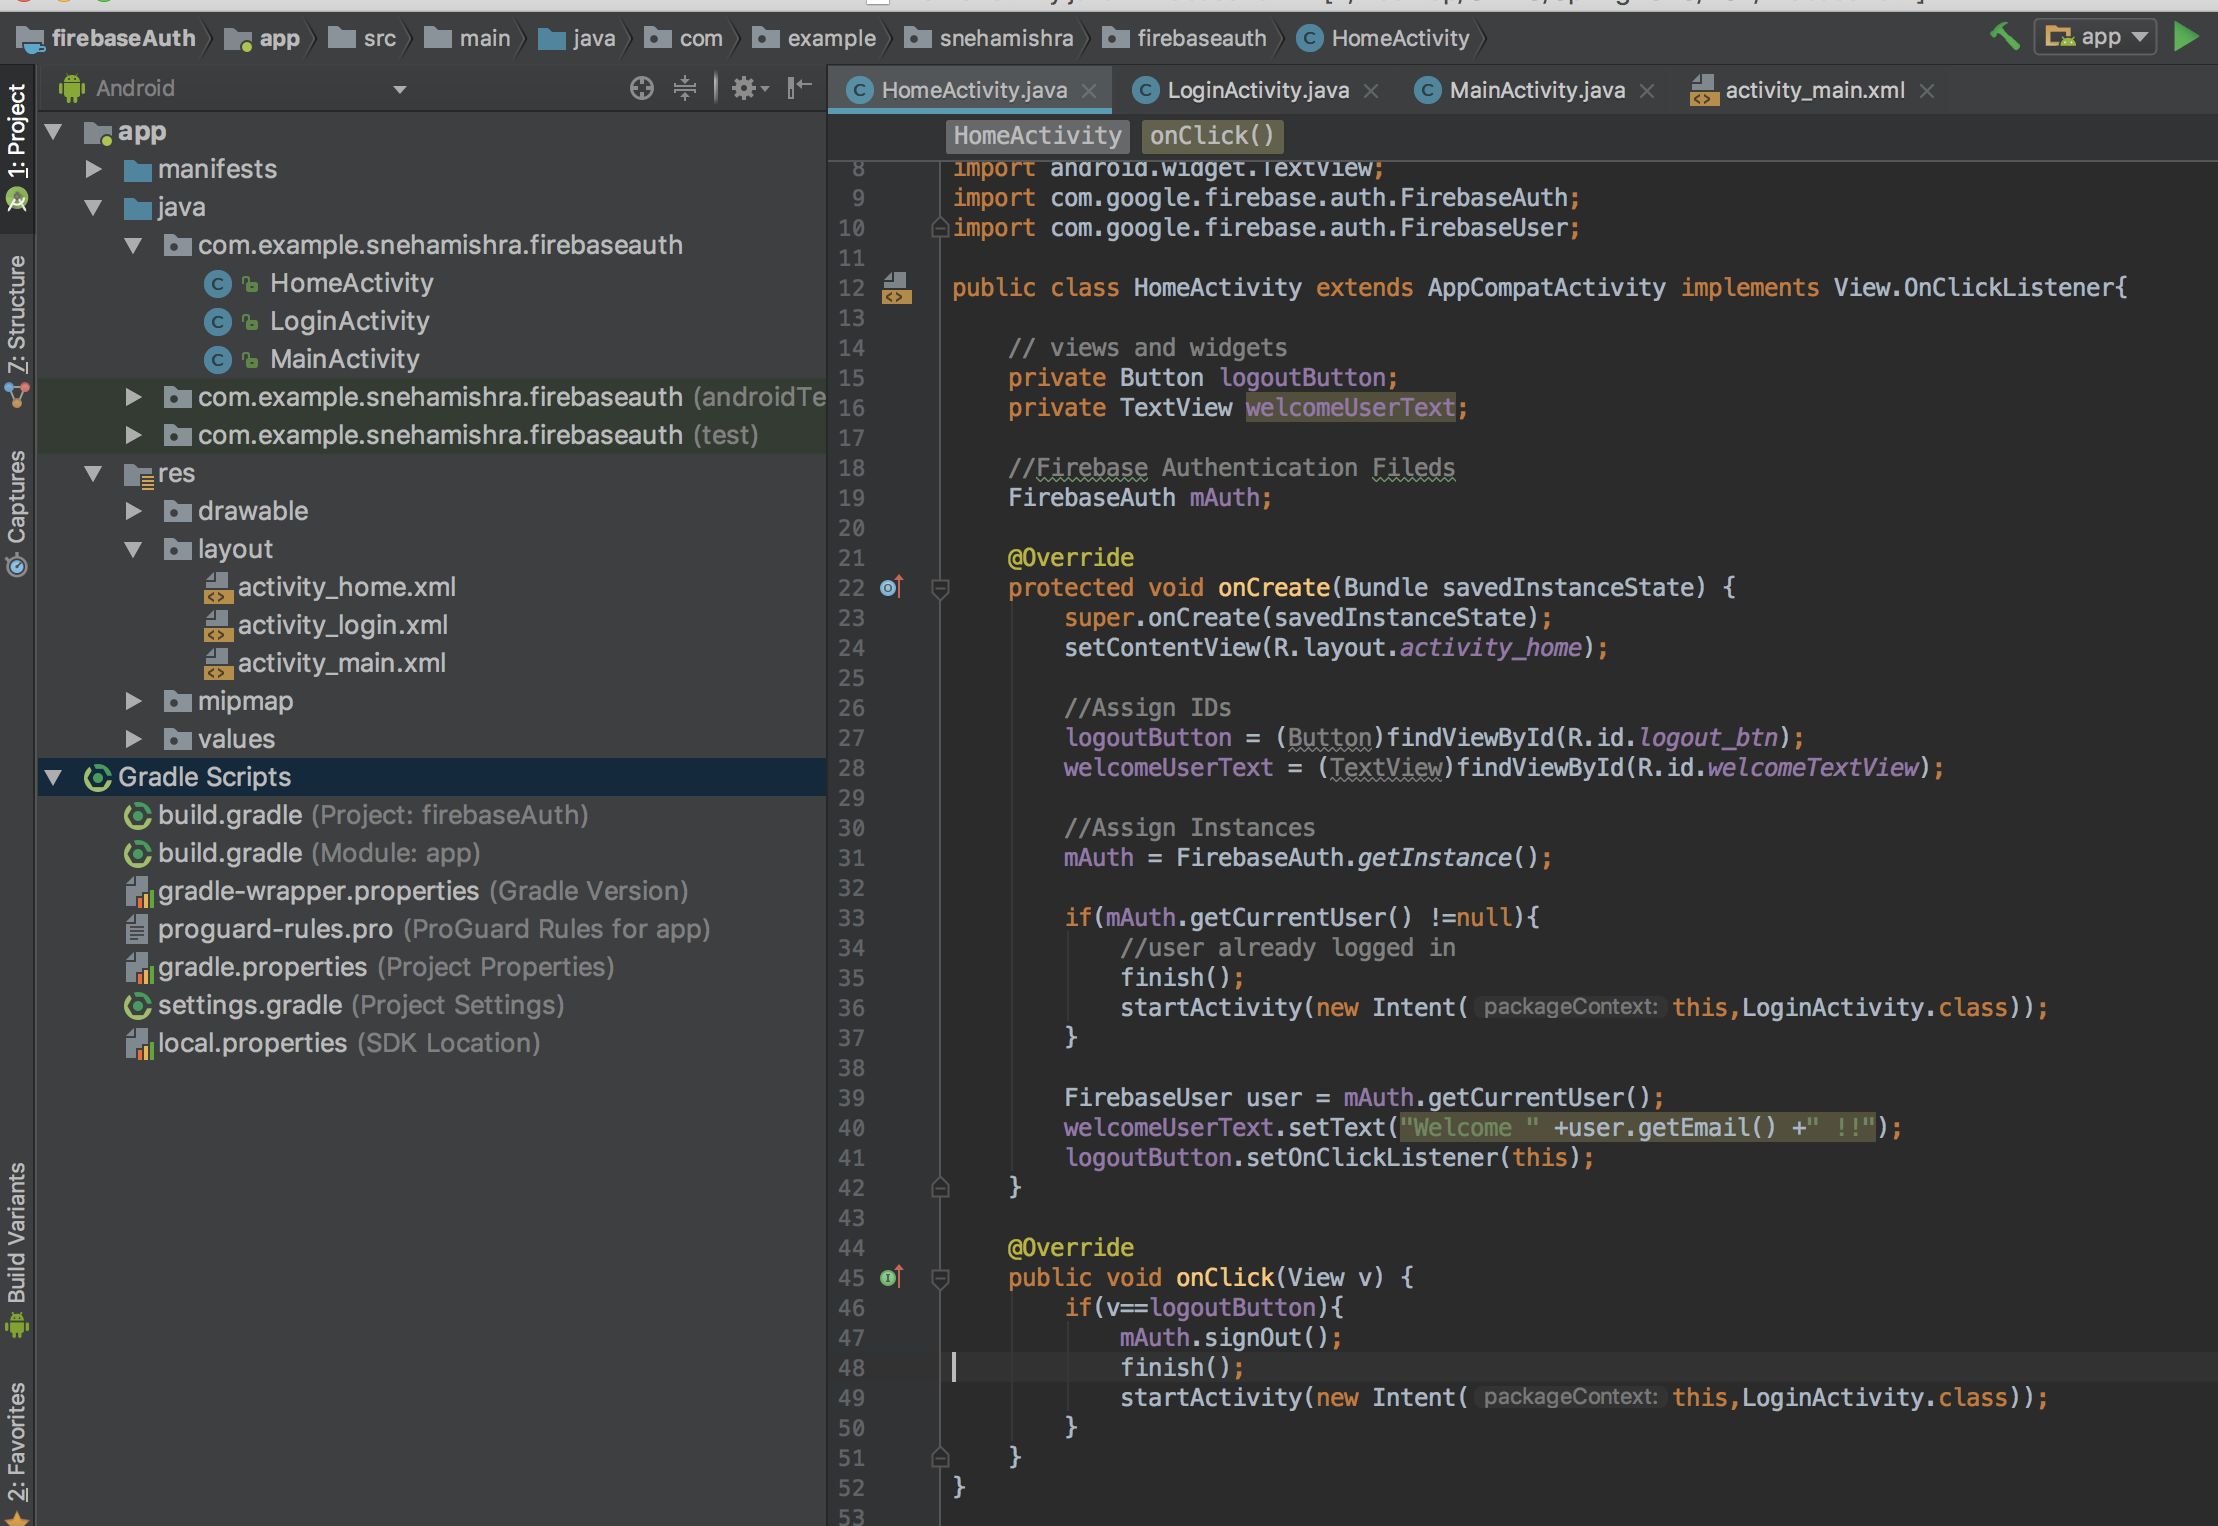 firebaseAuth app src main java com example snehamishra firebaseauth HomeActivity app
Android
HomeActivity.java LoginActivity.java MainActivity.java activity_main.xml
1: Project
7: Structure
Captures
Build Variants
2: Favorites
app
manifests
java
com.example.snehamishra.firebaseauth
HomeActivity
LoginActivity
MainActivity
com.example.snehamishra.firebaseauth (androidTe
com.example.snehamishra.firebaseauth (test)
res
drawable
layout
activity_home.xml
activity_login.xml
activity_main.xml
mipmap
values
Gradle Scripts
build.gradle (Project: firebaseAuth)
build.gradle (Module: app)
gradle-wrapper.properties (Gradle Version)
proguard-rules.pro (ProGuard Rules for app)
gradle.properties (Project Properties)
settings.gradle (Project Settings)
local.properties (SDK Location)
HomeActivity onClick()
8 import android.widget.TextView;
9 import com.google.firebase.auth.FirebaseAuth;
10 import com.google.firebase.auth.FirebaseUser;
11
12 public class HomeActivity extends AppCompatActivity implements View.OnClickListener{
13
14 // views and widgets
15 private Button logoutButton;
16 private TextView welcomeUserText;
17
18 //Firebase Authentication Fileds
19 FirebaseAuth mAuth;
20
21 @Override
22 protected void onCreate(Bundle savedInstanceState) {
23 super.onCreate(savedInstanceState);
24 setContentView(R.layout.activity_home);
25
26 //Assign IDs
27 logoutButton = (Button)findViewById(R.id.logout_btn);
28 welcomeUserText = (TextView)findViewById(R.id.welcomeTextView);
29
30 //Assign Instances
31 mAuth = FirebaseAuth.getInstance();
32
33 if(mAuth.getCurrentUser() !=null){
34 //user already logged in
35 finish();
36 startActivity(new Intent( packageContext: this,LoginActivity.class));
37 }
38
39 FirebaseUser user = mAuth.getCurrentUser();
40 welcomeUserText.setText("Welcome " +user.getEmail() +" !!");
41 logoutButton.setOnClickListener(this);
42 }
43
44 @Override
45 public void onClick(View v) {
46 if(v==logoutButton){
47 mAuth.signOut();
48 finish();
49 startActivity(new Intent( packageContext: this,LoginActivity.class));
50 }
51 }
52 }
53